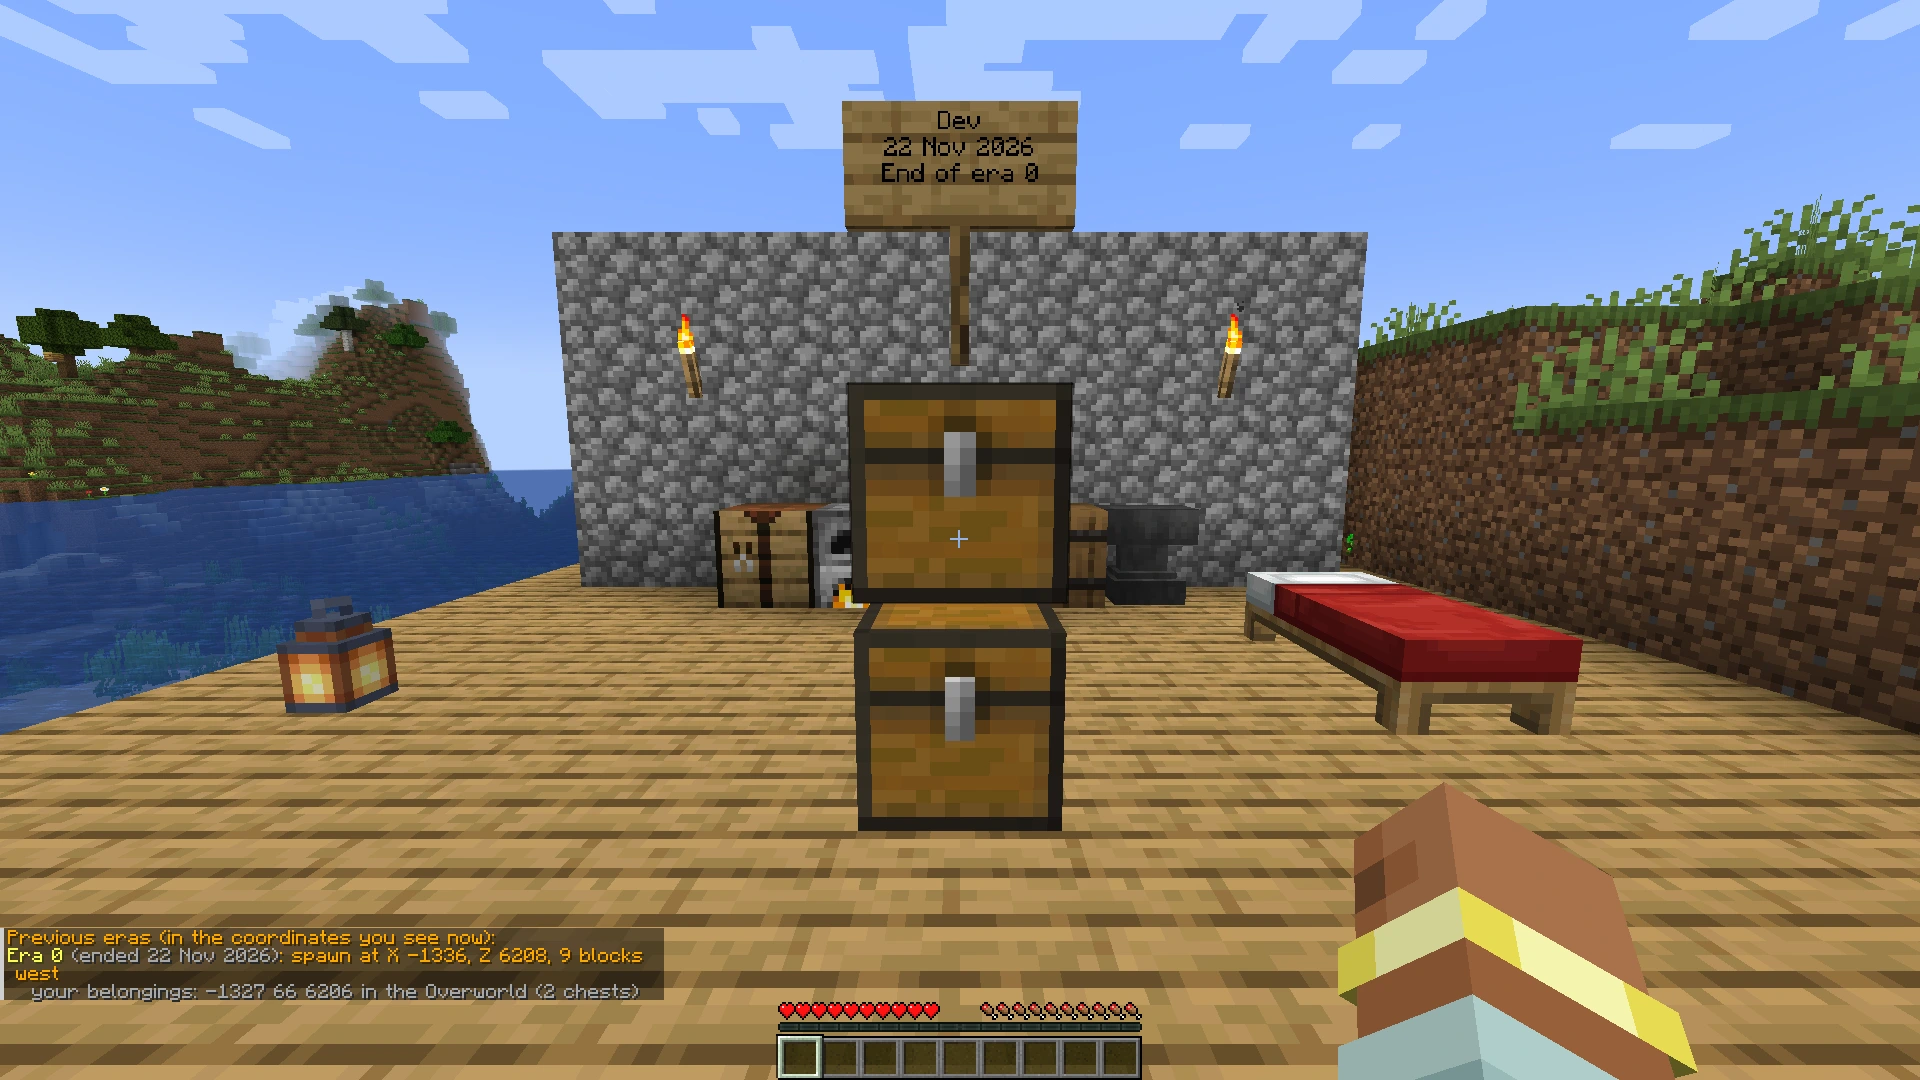 Dev
22 Nov 2026
End of era 0
Previous eras (in the coordinates you see now):
Era 0 (ended 22 Nov 2026): spawn at X -1336, Z 6208, 9 blocks
west
your belongings: -1327 66 6206 in the Overworld (2 chests)